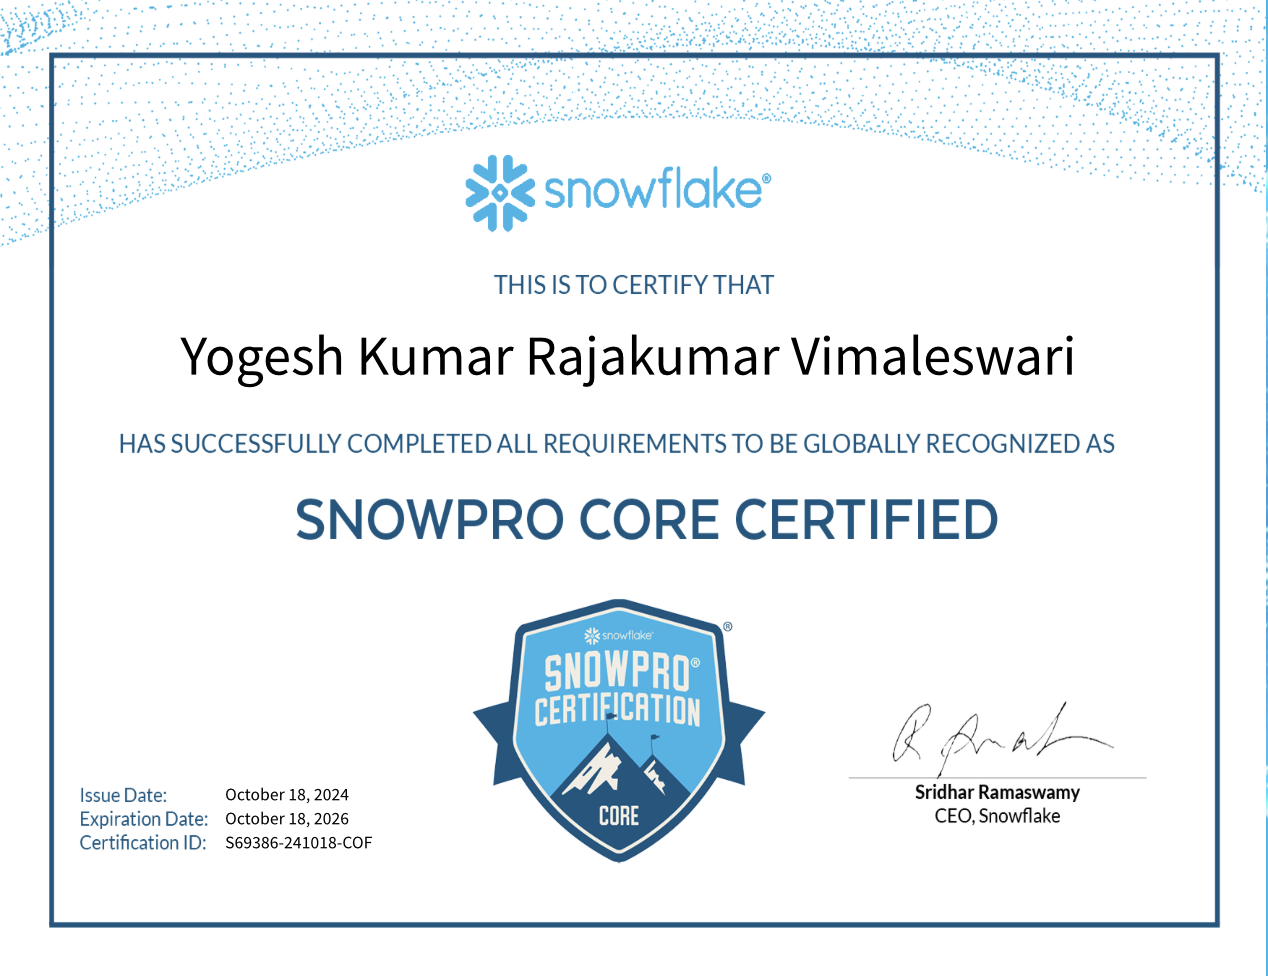 snowflake®
THIS IS TO CERTIFY THAT
Yogesh Kumar Rajakumar Vimaleswari
HAS SUCCESSFULLY COMPLETED ALL REQUIREMENTS TO BE GLOBALLY RECOGNIZED AS
SNOWPRO CORE CERTIFIED
snowflake®
®
SNOWPRO®
CERTIFICATION
CORE
Issue Date: October 18, 2024
Expiration Date: October 18, 2026
Certification ID: S69386-241018-COF
Sridhar Ramaswamy
CEO, Snowflake